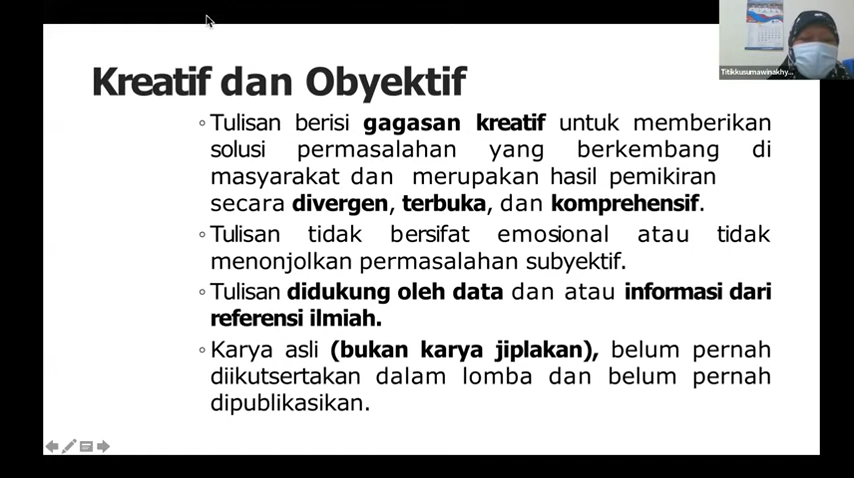 Kreatif dan Obyektif
◦Tulisan berisi gagasan kreatif untuk memberikan
solusi permasalahan yang berkembang di
masyarakat dan merupakan hasil pemikiran
secara divergen, terbuka, dan komprehensif.
◦Tulisan tidak bersifat emosional atau tidak
menonjolkan permasalahan subyektif.
◦Tulisan didukung oleh data dan atau informasi dari
referensi ilmiah.
◦Karya asli (bukan karya jiplakan), belum pernah
diikutsertakan dalam lomba dan belum pernah
dipublikasikan.
Titikkusumawinakhy...